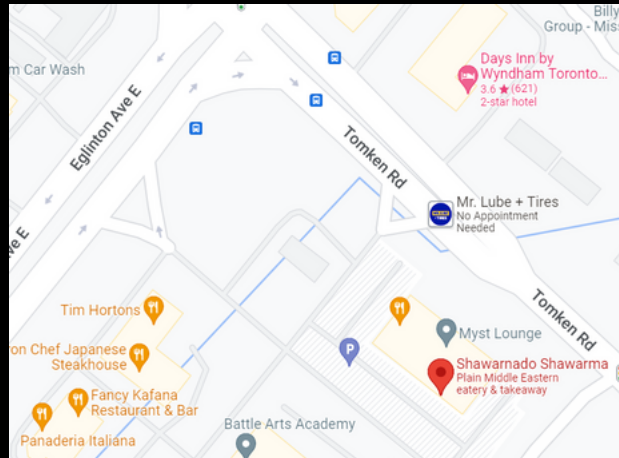 Billy
Group - Miss
m Car Wash
Days Inn by
Wyndham Toronto...
3.6 ★ (621)
2-star hotel
Eglinton Ave E
Tomken Rd
Mr. Lube + Tires
No Appointment
Needed
ve E
Tomken Rd
Tim Hortons
Myst Lounge
on Chef Japanese
Steakhouse
P
Shawarnado Shawarma
Plain Middle Eastern
eatery & takeaway
Fancy Kafana
Restaurant & Bar
Battle Arts Academy
Panaderia Italiana